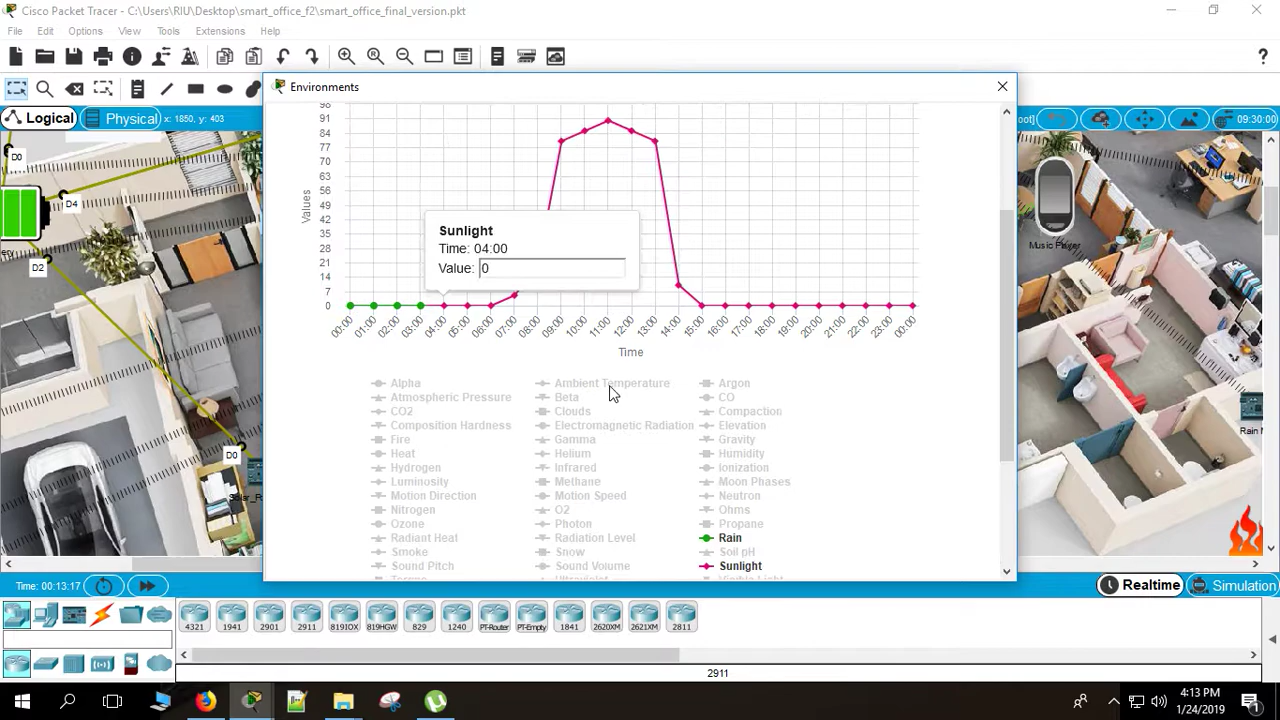 Cisco Packet Tracer - C:\Users\RIU\Desktop\smart_office_f2\smart_office_final_version.pkt
File Edit Options View Tools Extensions Help
Environments
Logical
Physical
x: 1850, y: 403
oot]
09:30:00
D0
D4
D2
D0
ery
Music Player
Rain M
Values
98
91
84
77
70
63
56
49
42
35
28
21
14
7
0
Sunlight
Time: 04:00
Value: 0
00:00 01:00 02:00 03:00 04:00 05:00 06:00 07:00 08:00 09:00 10:00 11:00 12:00 13:00 14:00 15:00 16:00 17:00 18:00 19:00 20:00 21:00 22:00 23:00 00:00
Time
Alpha Ambient Temperature Argon
Atmospheric Pressure Beta CO
CO2 Clouds Compaction
Composition Hardness Electromagnetic Radiation Elevation
Fire Gamma Gravity
Heat Helium Humidity
Hydrogen Infrared Ionization
Luminosity Methane Moon Phases
Motion Direction Motion Speed Neutron
Nitrogen O2 Ohms
Ozone Photon Propane
Radiant Heat Radiation Level Rain
Smoke Snow Soil pH
Sound Pitch Sound Volume Sunlight
Time: 00:13:17
Realtime
Simulation
4321 1941 2901 2911 819IOX 819HGW 829 1240 PT-Router PT-Empty 1841 2620XM 2621XM 2811
2911
4:13 PM
1/24/2019
1